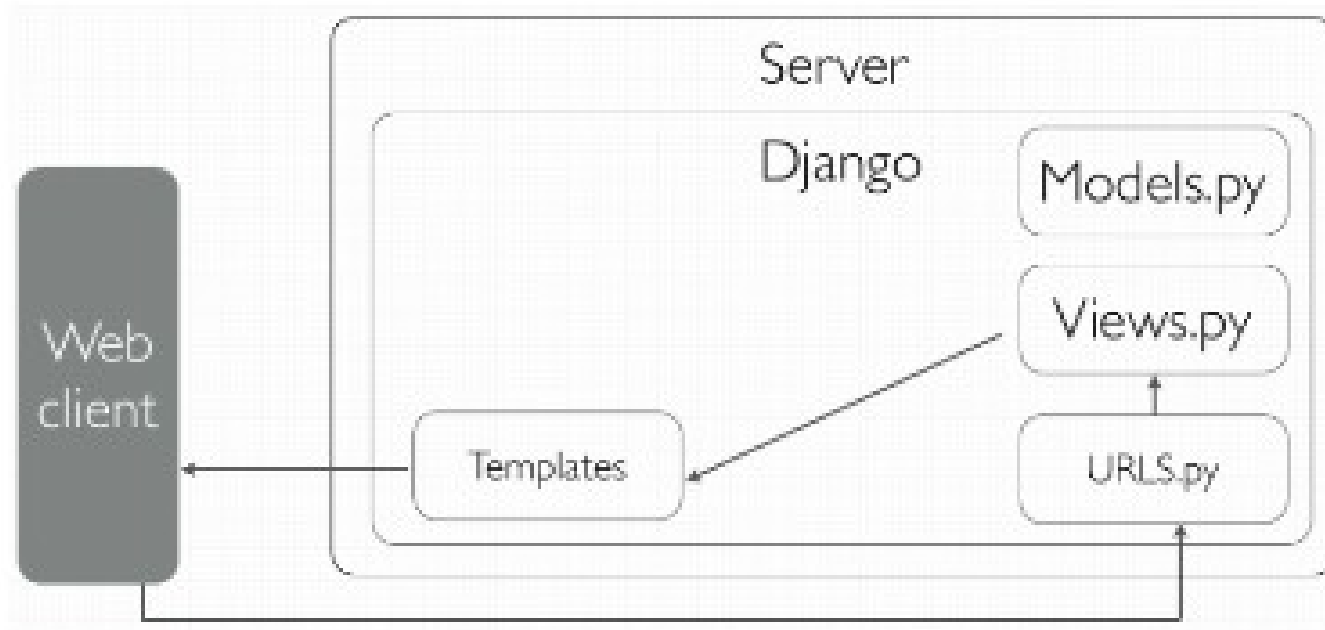 Server
Django
Models.py
Views.py
Web
client
Templates
URLS.py